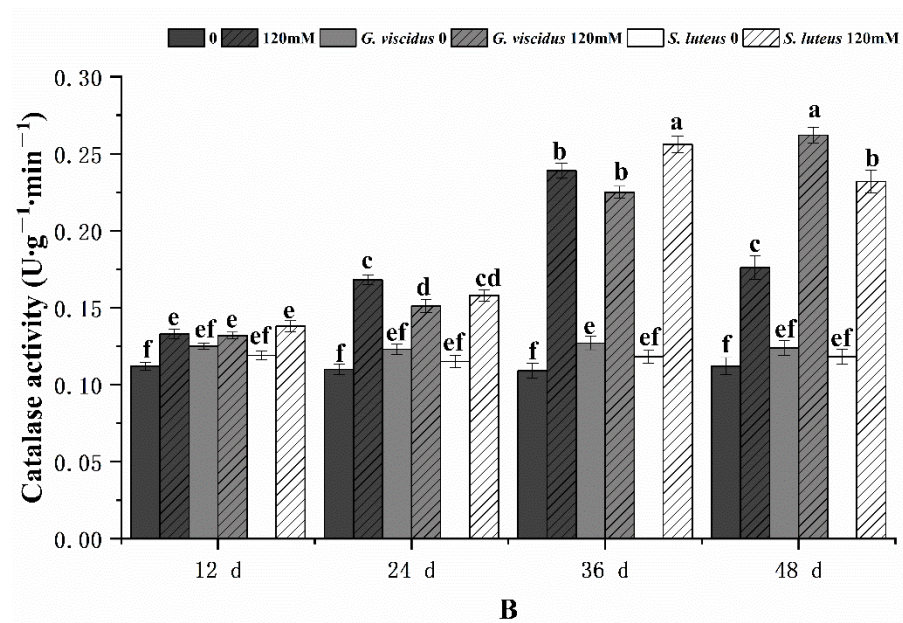 0 120mM G. viscidus 0 G. viscidus 120mM S. luteus 0 S. luteus 120mM
Catalase activity (U·g⁻¹·min⁻¹)
0.30
0.25
0.20
0.15
0.10
0.05
0.00
f e ef e ef e
f c ef d ef cd
f b e b ef a
f c ef a ef b
12 d 24 d 36 d 48 d
B